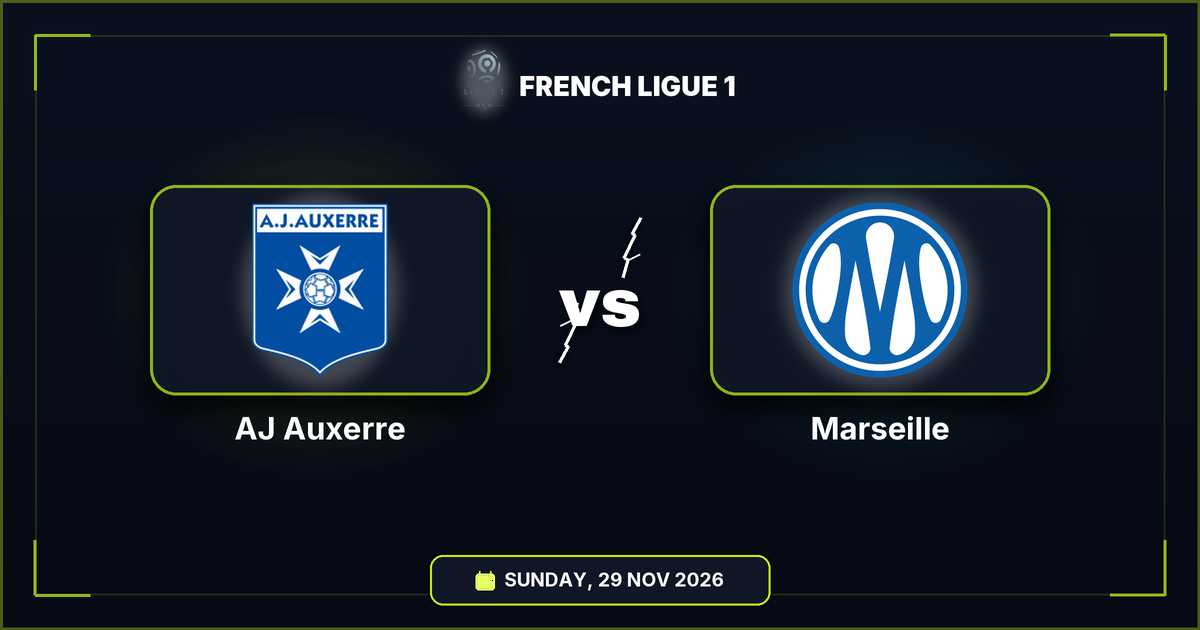 FRENCH LIGUE 1
A.J.AUXERRE
VS
AJ Auxerre
Marseille
SUNDAY, 29 NOV 2026